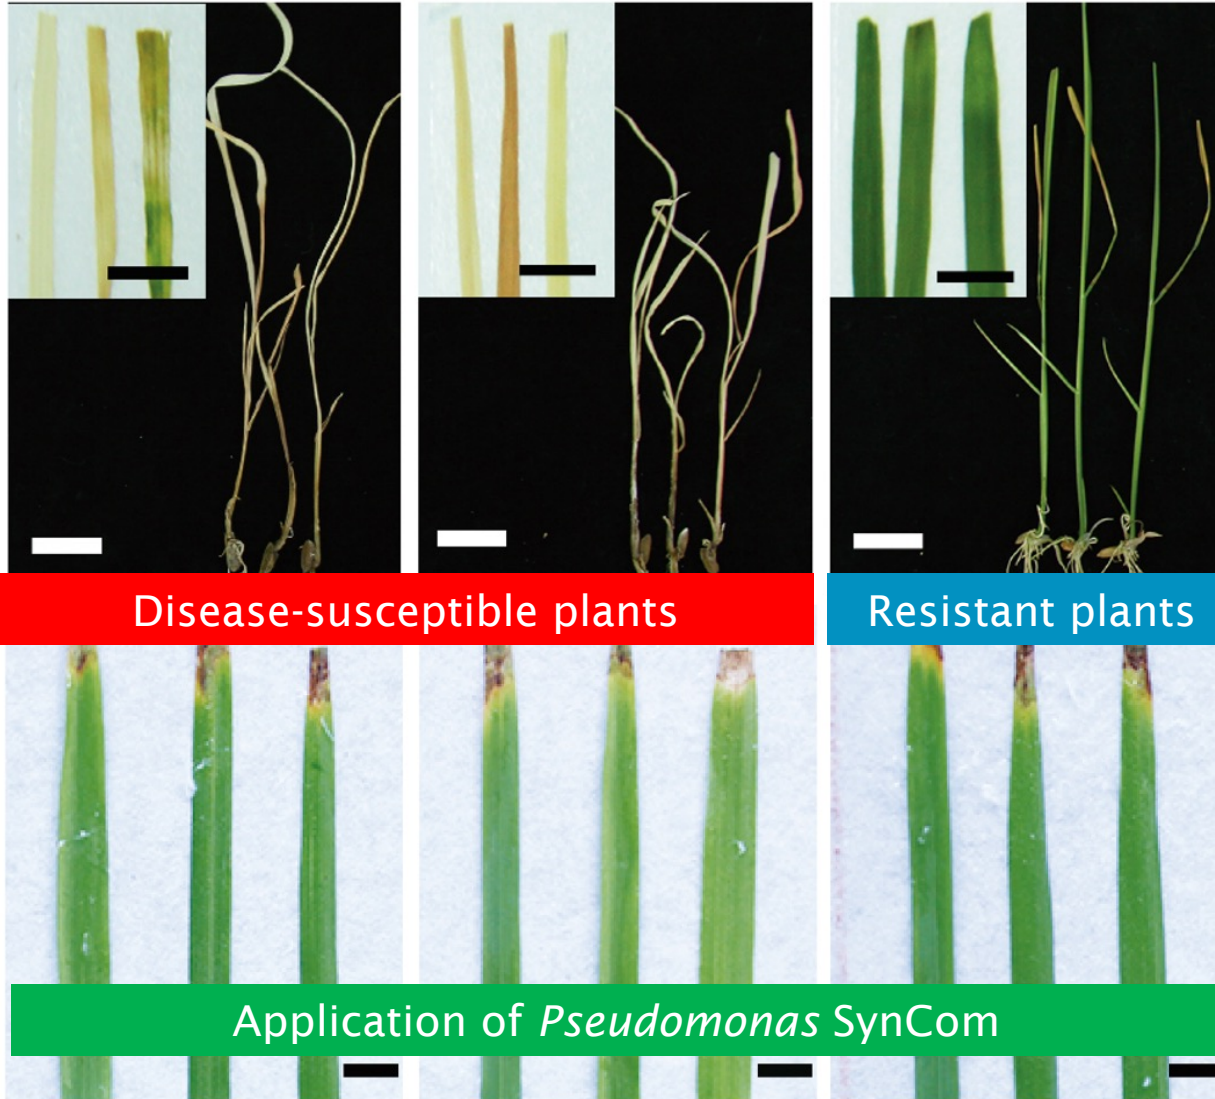 Disease-susceptible plants
Resistant plants
Application of Pseudomonas SynCom